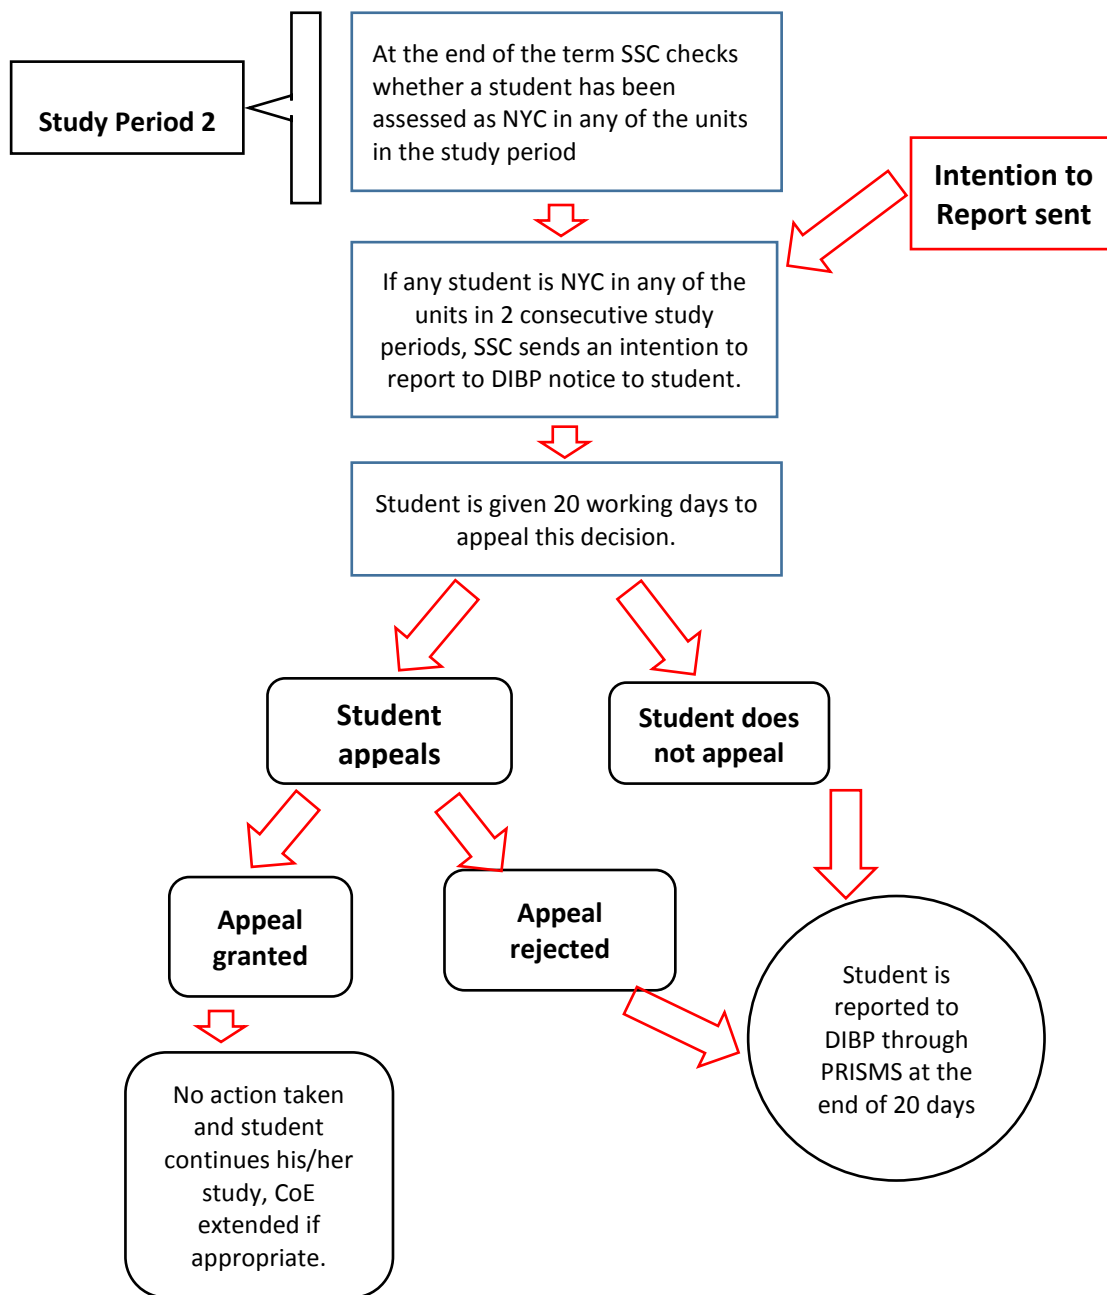 At the end of the term SSC checks
whether a student has been
assessed as NYC in any of the units
in the study period
Study Period 2
Intention to
Report sent
If any student is NYC in any of the
units in 2 consecutive study
periods, SSC sends an intention to
report to DIBP notice to student.
Student is given 20 working days to
appeal this decision.
Student
appeals
Student does
not appeal
Appeal
granted
Appeal
rejected
Student is
reported to
DIBP through
PRISMS at the
end of 20 days
No action taken
and student
continues his/her
study, CoE
extended if
appropriate.